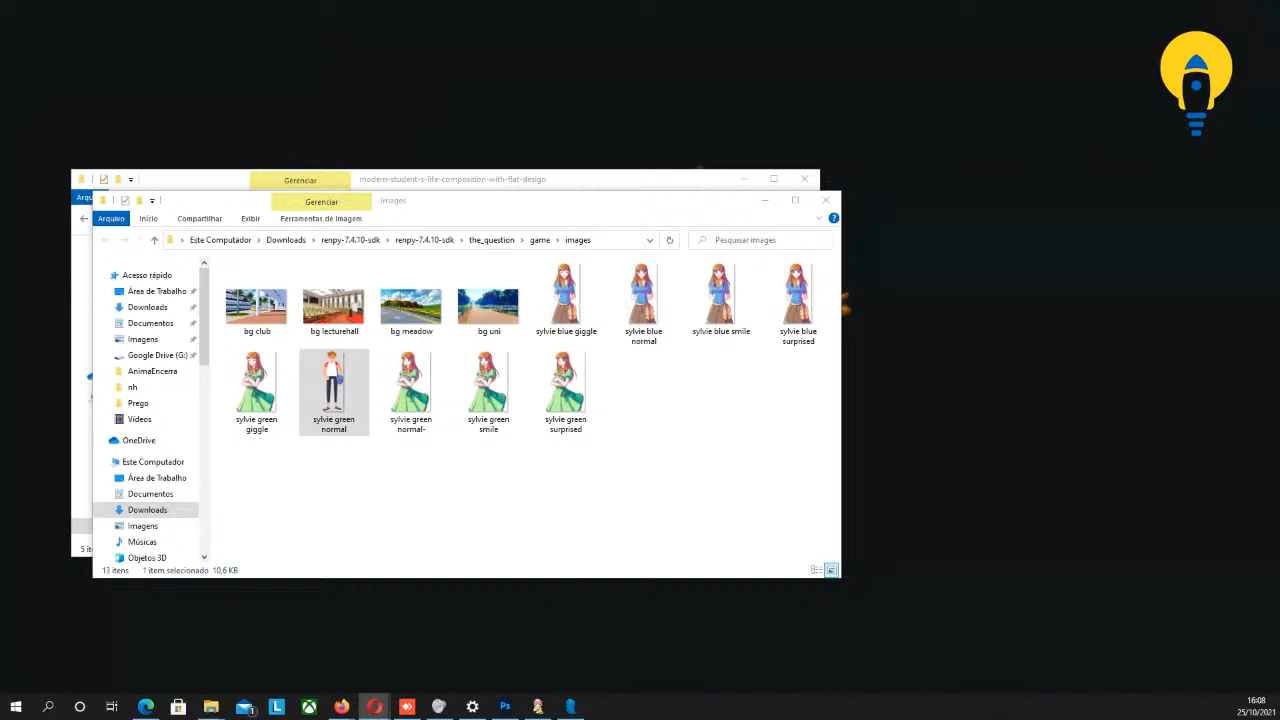 Gerenciar
modern-student-s-life-composition-with-flat-design
Gerenciar
images
Arquivo
Início
Compartilhar
Exibir
Ferramentas de Imagem
Este Computador
Downloads
renpy-7.4.10-sdk
renpy-7.4.10-sdk
the_question
game
images
Pesquisar images
Acesso rápido
Área de Trabalho
Downloads
Documentos
Imagens
Google Drive (G:)
AnimaEncerra
nh
Prego
Vídeos
OneDrive
Este Computador
Área de Trabalho
Documentos
Downloads
Imagens
Músicas
Objetos 3D
bg club
bg lecturehall
bg meadow
bg uni
sylvie blue giggle
sylvie blue
normal
sylvie blue smile
sylvie blue
surprised
sylvie green
giggle
sylvie green
normal
sylvie green
normal-
sylvie green
smile
sylvie green
surprised
13 itens
1 item selecionado
10,6 KB
Ps
16:08
25/10/2021